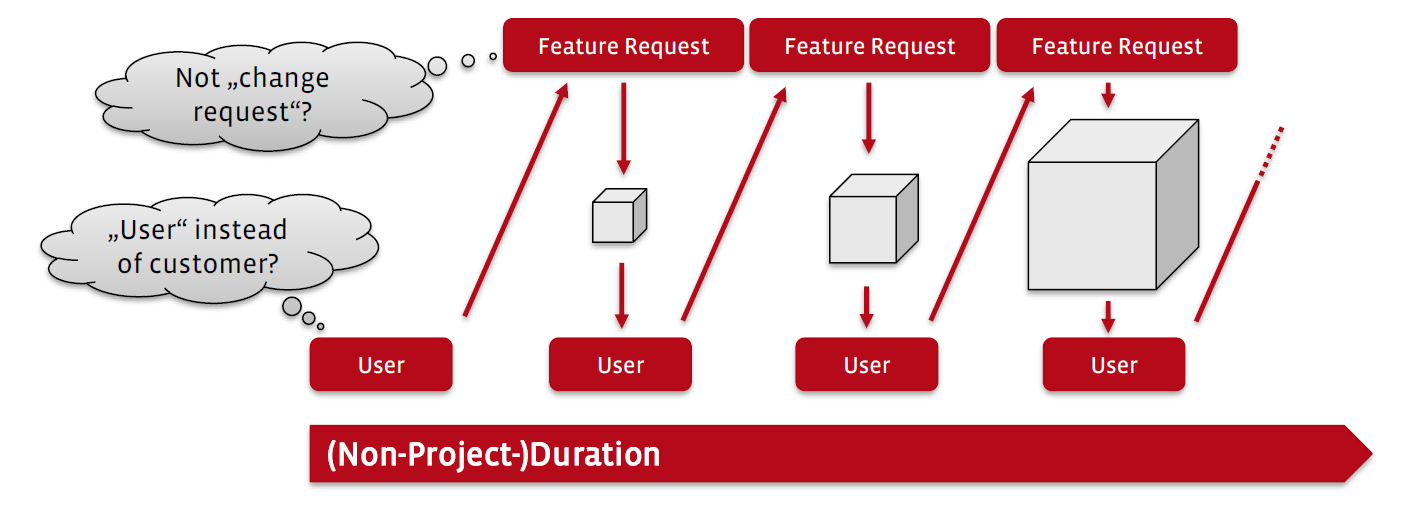 Feature Request
Feature Request
Feature Request
Not „change
request“?
„User“ instead
of customer?
User
User
User
User
(Non-Project-)Duration